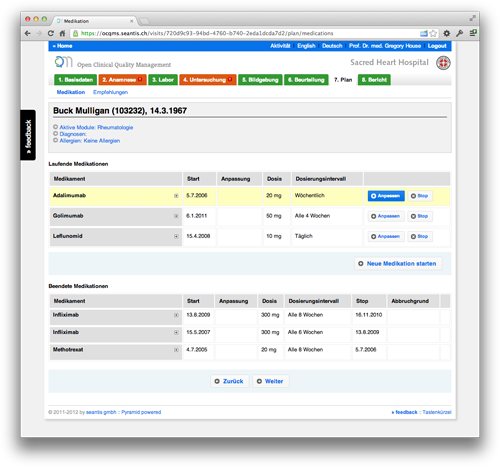 Medikation
https://ocqms.seantis.ch/visits/720d9c93-94bd-4760-b740-2eda1dcda7d2/plan/medications
« Home Aktivität English Deutsch Prof. Dr. med. Gregory House Logout
QM Open Clinical Quality Management Sacred Heart Hospital
1. Basisdaten 2. Anamnese 3. Labor 4. Untersuchung 5. Bildgebung 6. Beurteilung 7. Plan 8. Bericht
Medikation Empfehlungen
» feedback
Buck Mulligan (103232), 14.3.1967
Aktive Module: Rheumatologie
Diagnosen:
Allergien: Keine Allergien
Laufende Medikationen
Medikament Start Anpassung Dosis Dosierungsintervall
Adalimumab 5.7.2006 20 mg Wöchentlich Anpassen Stop
Golimumab 6.1.2011 50 mg Alle 4 Wochen Anpassen Stop
Leflunomid 15.4.2008 10 mg Täglich Anpassen Stop
Neue Medikation starten
Beendete Medikationen
Medikament Start Anpassung Dosis Dosierungsintervall Stop Abbruchgrund
Infliximab 13.8.2009 300 mg Alle 8 Wochen 16.11.2010
Infliximab 15.5.2007 300 mg Alle 6 Wochen 13.8.2009
Methotrexat 4.7.2005 20 mg Alle 8 Wochen 5.7.2006
Zurück Weiter
© 2011-2012 by seantis gmbh :: Pyramid powered » feedback :: Tastenkürzel